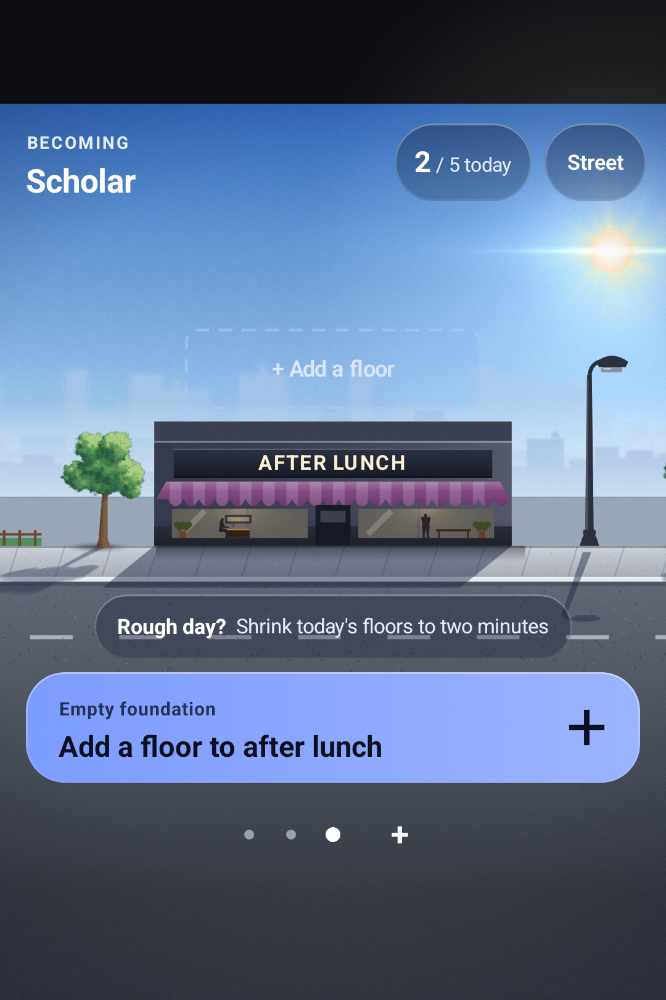 BECOMING
Scholar
2 / 5 today
Street
+ Add a floor
AFTER LUNCH
Rough day? Shrink today's floors to two minutes
Empty foundation
Add a floor to after lunch
+
+